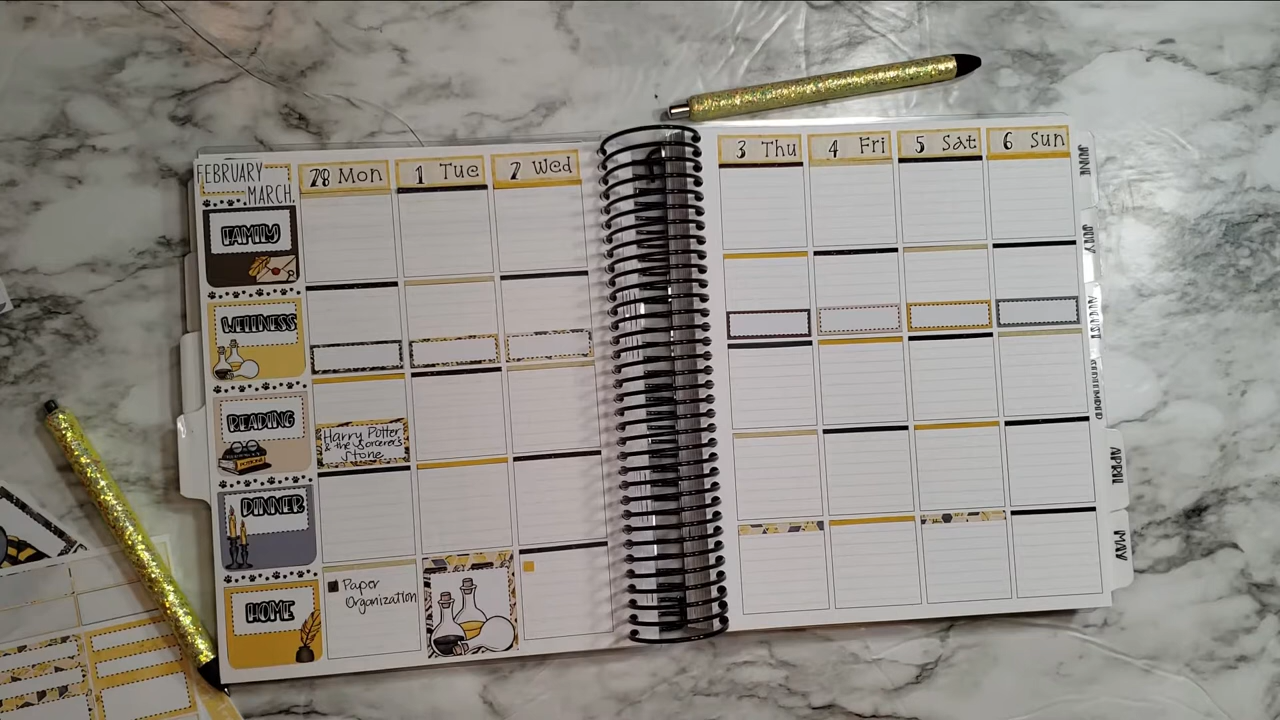 FEBRUARY
MARCH.
28 Mon
1 Tue
2 Wed
3 Thu
4 Fri
5 Sat
6 Sun
FAMILY
WELLNESS
READING
Harry Potter
& the Sorcerer's
Stone
DINNER
HOME
Paper
Organization
JUNE
JULY
AUGUST
APRIL
MAY